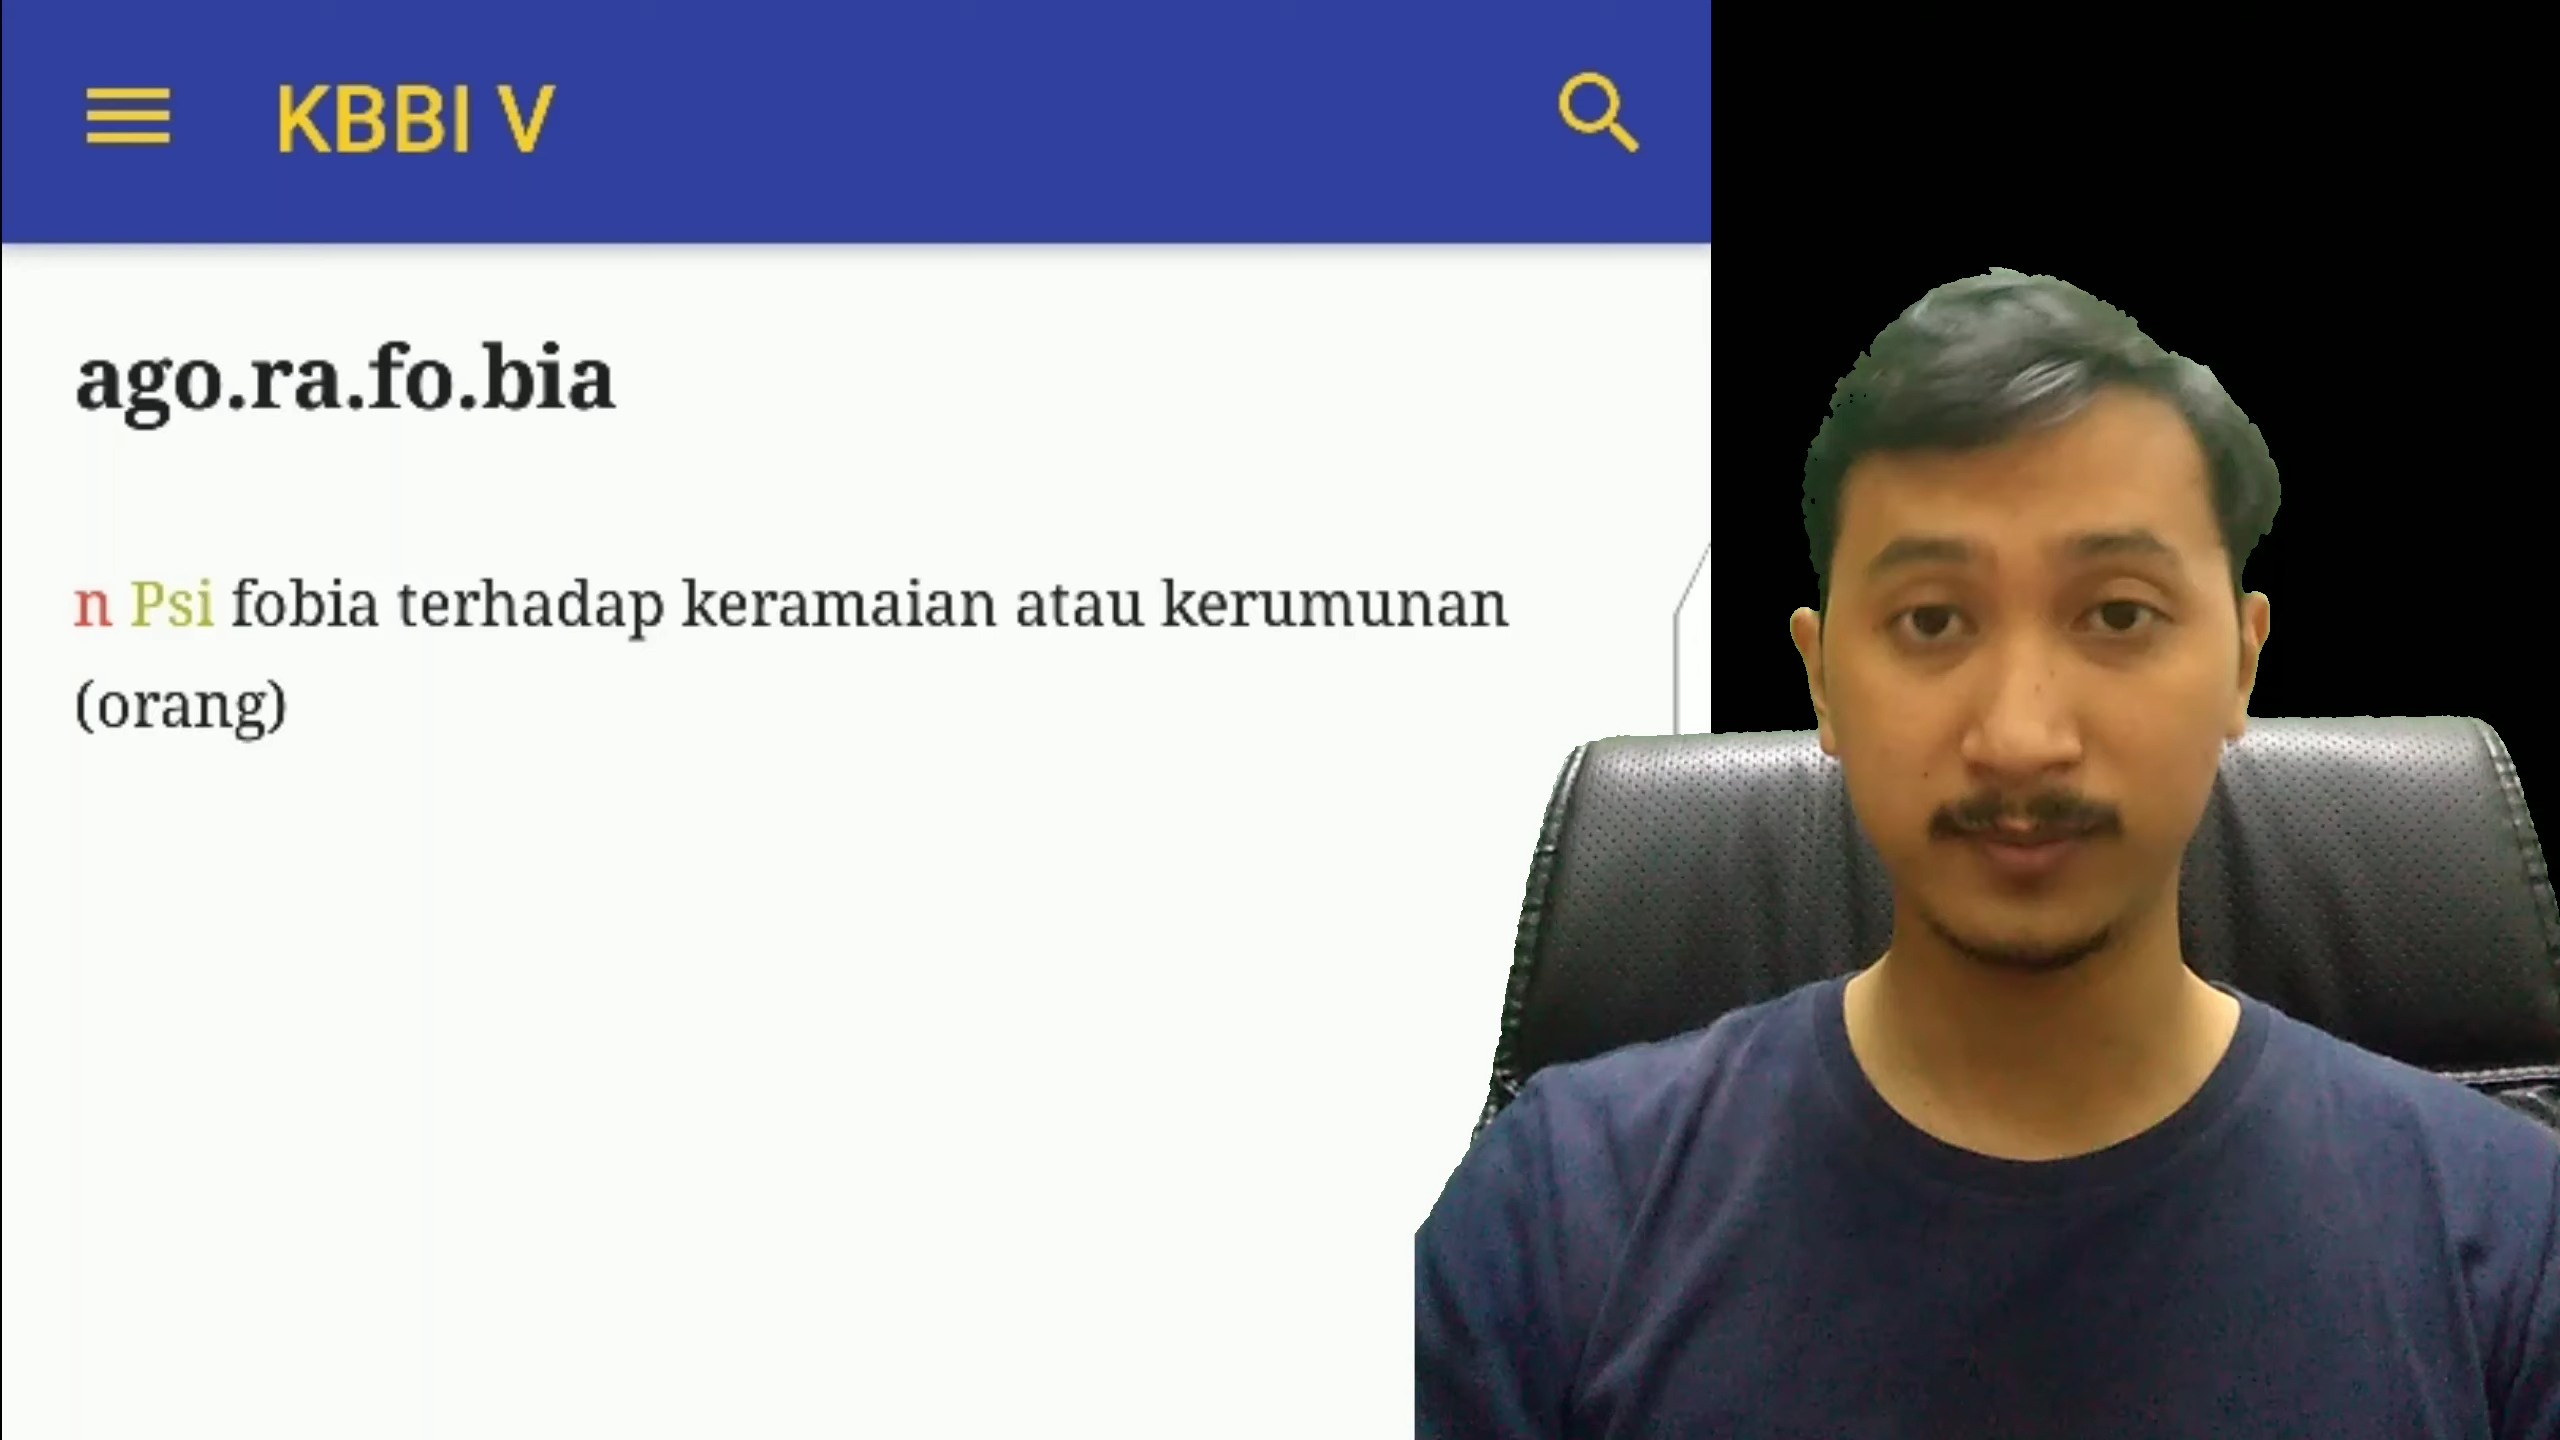 KBBI V
ago.ra.fo.bia
n Psi fobia terhadap keramaian atau kerumunan
(orang)